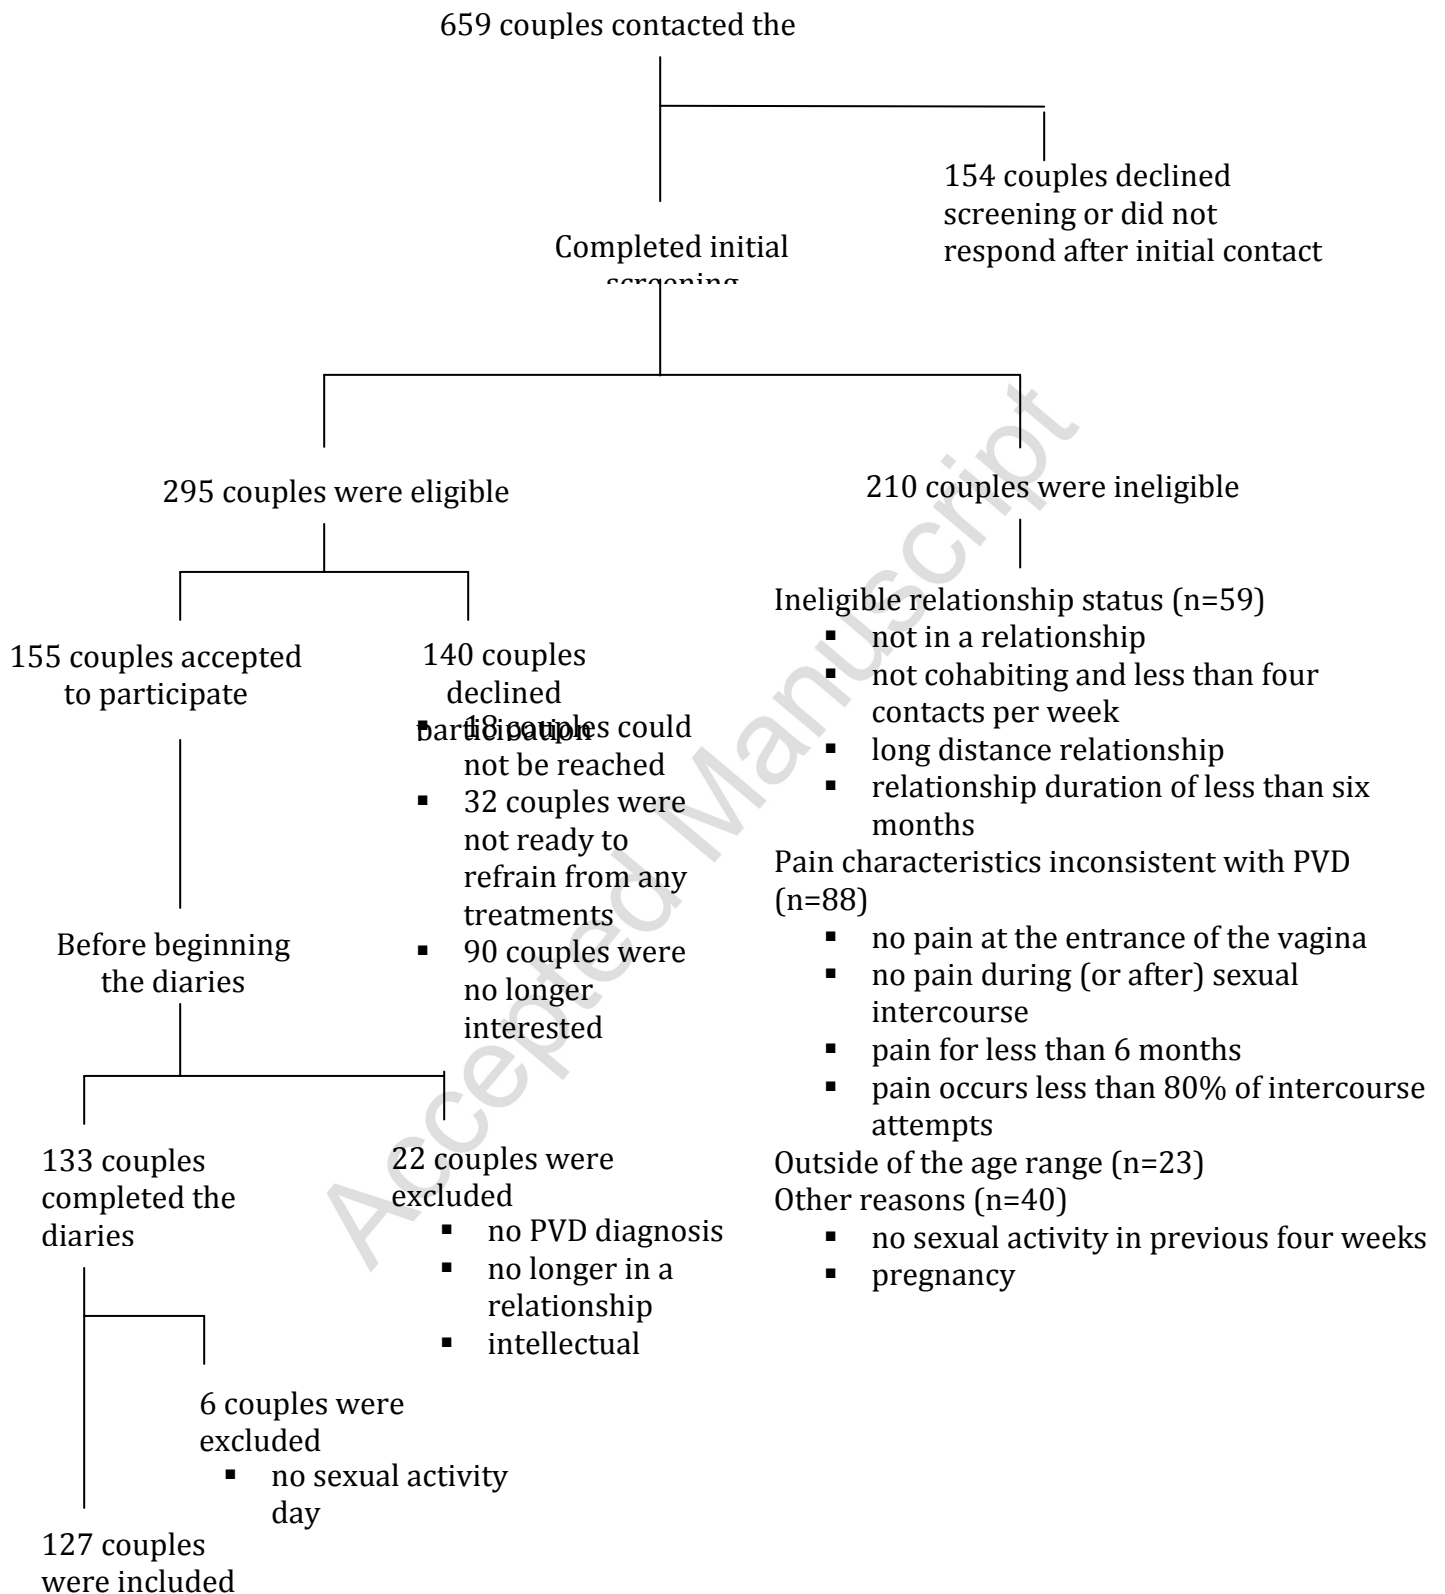 659 couples contacted the
154 couples declined
screening or did not
respond after initial contact
Completed initial
screening
295 couples were eligible
210 couples were ineligible
155 couples accepted
to participate
140 couples
declined
participation
▪ 18 couples could
not be reached
▪ 32 couples were
not ready to
refrain from any
treatments
▪ 90 couples were
no longer
interested
Ineligible relationship status (n=59)
▪ not in a relationship
▪ not cohabiting and less than four
contacts per week
▪ long distance relationship
▪ relationship duration of less than six
months
Pain characteristics inconsistent with PVD
(n=88)
▪ no pain at the entrance of the vagina
▪ no pain during (or after) sexual
intercourse
▪ pain for less than 6 months
▪ pain occurs less than 80% of intercourse
attempts
Outside of the age range (n=23)
Other reasons (n=40)
▪ no sexual activity in previous four weeks
▪ pregnancy
Before beginning
the diaries
133 couples
completed the
diaries
22 couples were
excluded
▪ no PVD diagnosis
▪ no longer in a
relationship
▪ intellectual
6 couples were
excluded
▪ no sexual activity
day
127 couples
were included
Accepted Manuscript